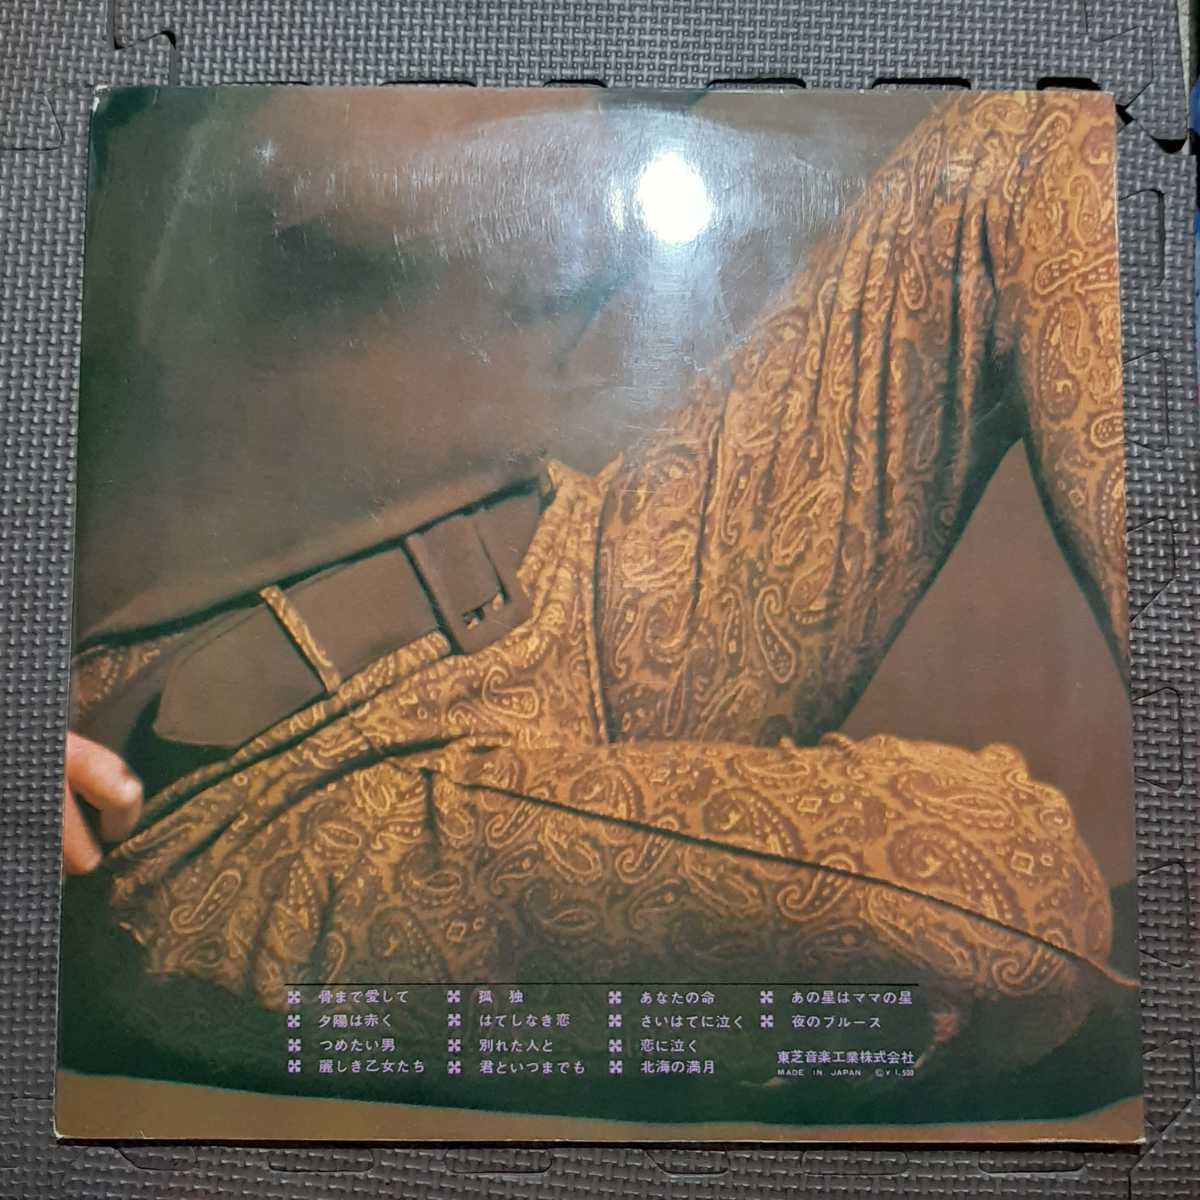 骨まで愛して
夕陽は赤く
つめたい男
麗しき乙女たち
孤 独
はてしなき恋
別れた人と
君といつまでも
あなたの命
さいはてに泣く
恋に泣く
北海の満月
あの星はママの星
夜のブルース
東芝音楽工業株式会社
MADE IN JAPAN ©¥1,500